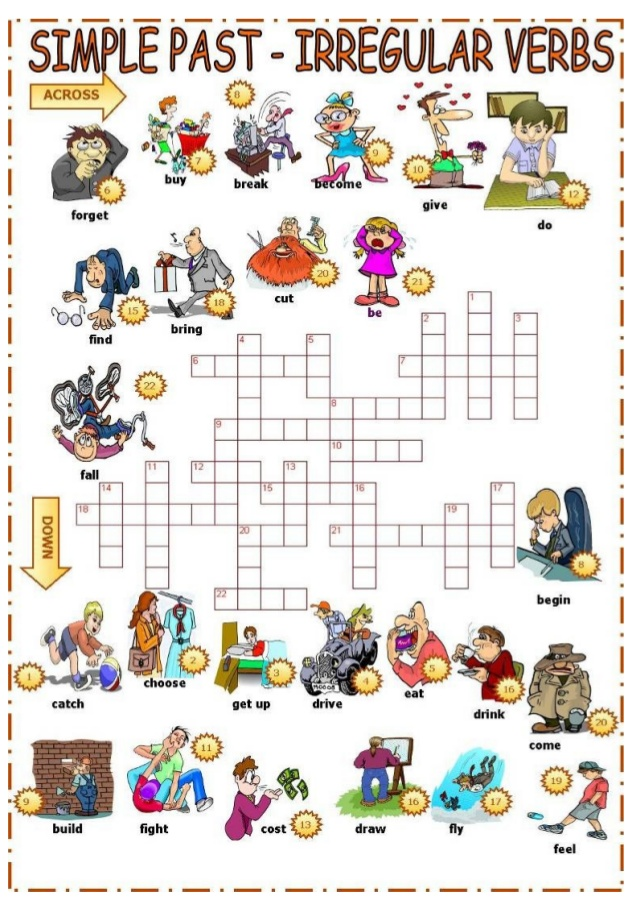 SIMPLE PAST - IRREGULAR VERBS
ACROSS
6
forget
7
buy
8
break
9
become
10
give
12
do
15
find
18
bring
20
cut
21
be
22
fall
1
2
3
4
5
6
7
8
9
10
11
12
13
14
15
16
17
18
19
20
21
22
DOWN
8
begin
1
catch
2
choose
3
get up
4
drive
5
eat
16
drink
20
come
9
build
11
fight
13
cost
16
draw
17
fly
19
feel